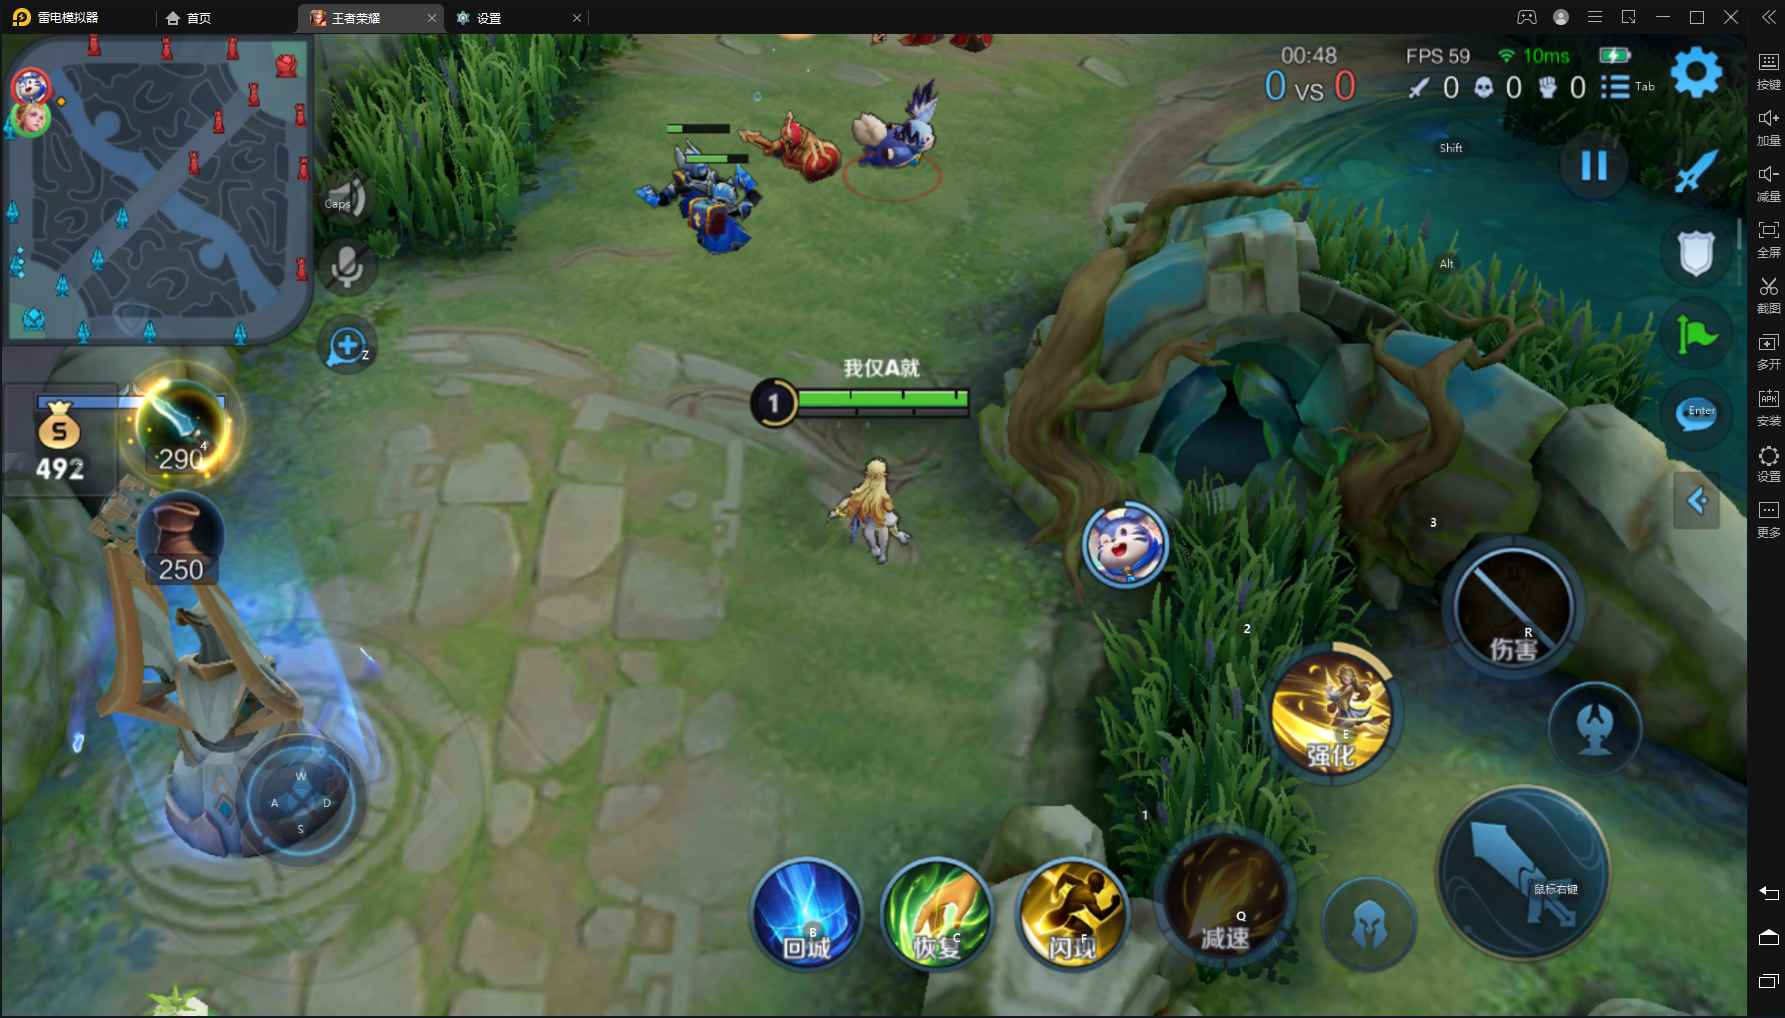 雷电模拟器
首页
王者荣耀
设置
00:48
FPS 59
10ms
0 VS 0
0
0
0
Tab
按键
加量
减量
全屏
截图
多开
安装
设置
更多
APK
Shift
Caps
Alt
Z
Enter
我仅A就
1
S
492
4
290
250
3
R
伤害
2
E
强化
W
A
D
S
1
Q
减速
鼠标右键
B
回城
C
恢复
F
闪现